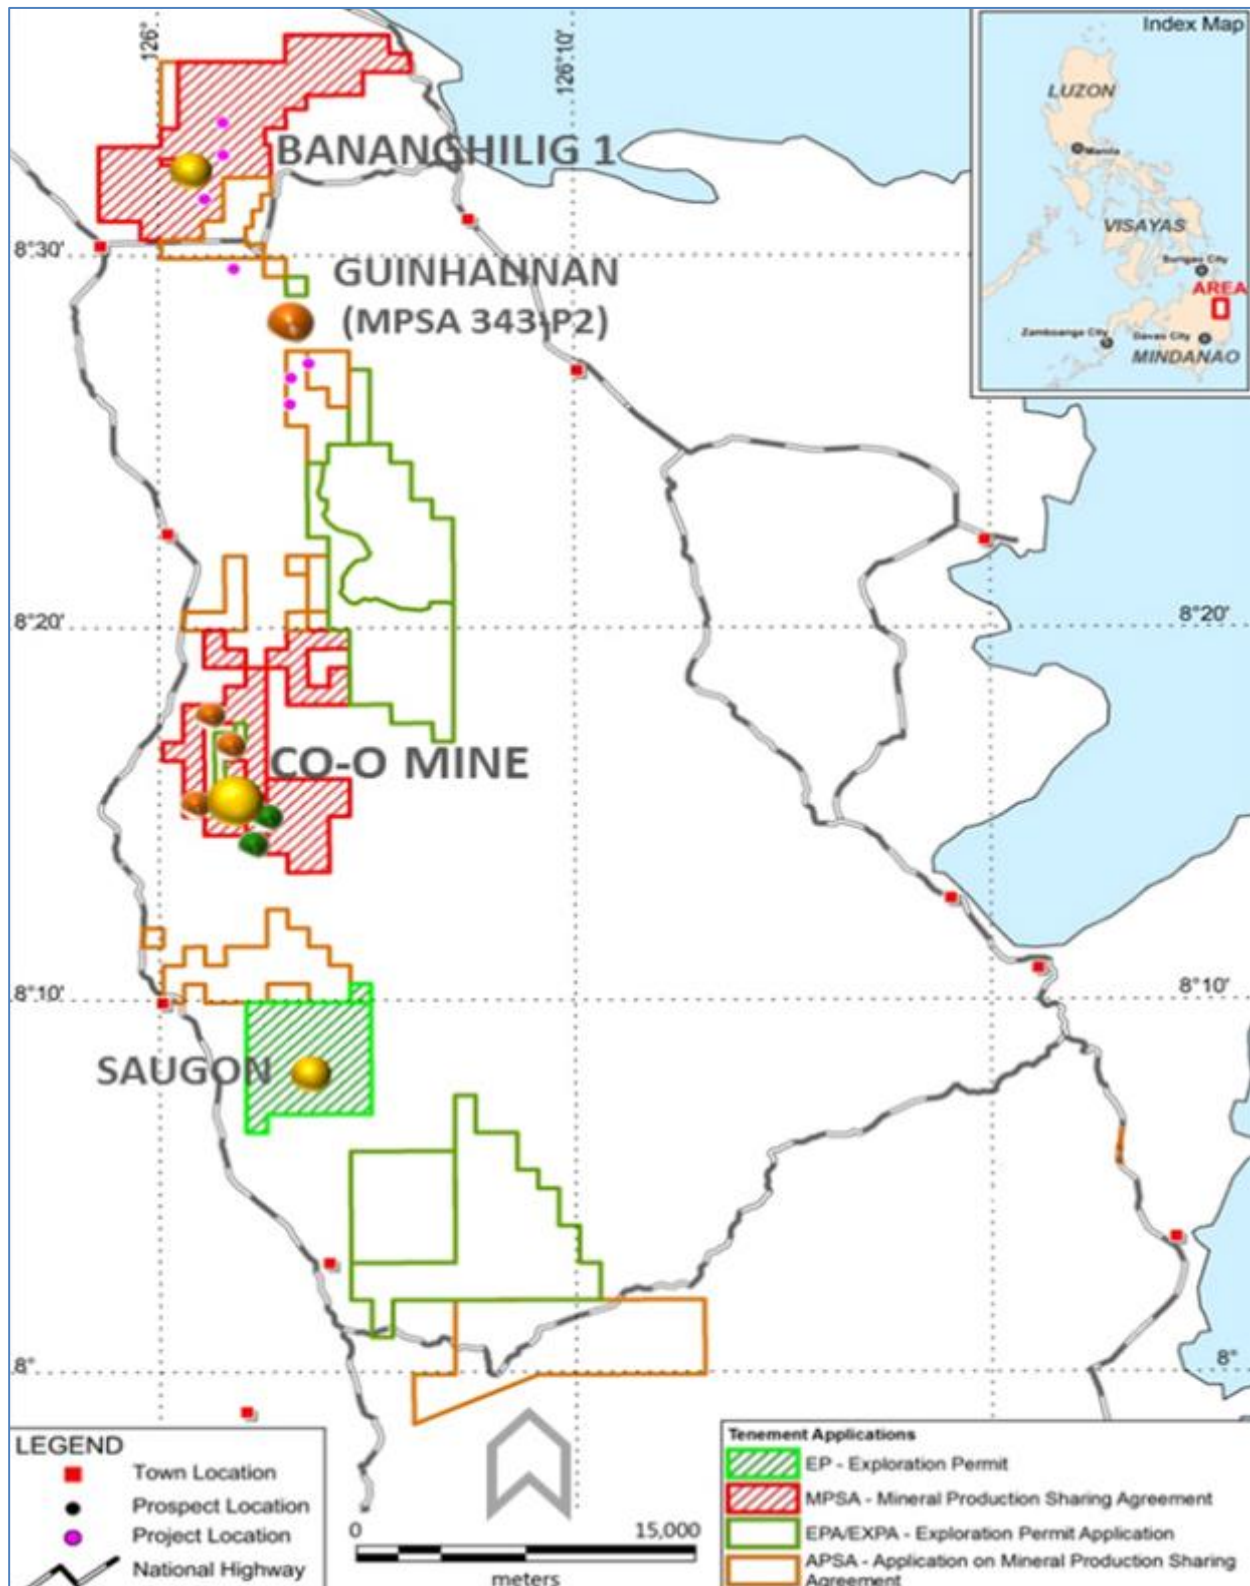 126°
126°10'
Index Map
LUZON
Manila
VISAYAS
Surigao City
AREA
Zamboanga City
Davao City
MINDANAO
BANANGHILIG 1
8°30'
GUINHALINAN
(MPSA 343-P2)
8°20'
8°20'
CO-O MINE
8°10'
8°10'
SAUGON
8°
8°
LEGEND
Town Location
Prospect Location
Project Location
National Highway
0
15,000
meters
Tenement Applications
EP - Exploration Permit
MPSA - Mineral Production Sharing Agreement
EPA/EXPA - Exploration Permit Application
APSA - Application on Mineral Production Sharing
Agreement